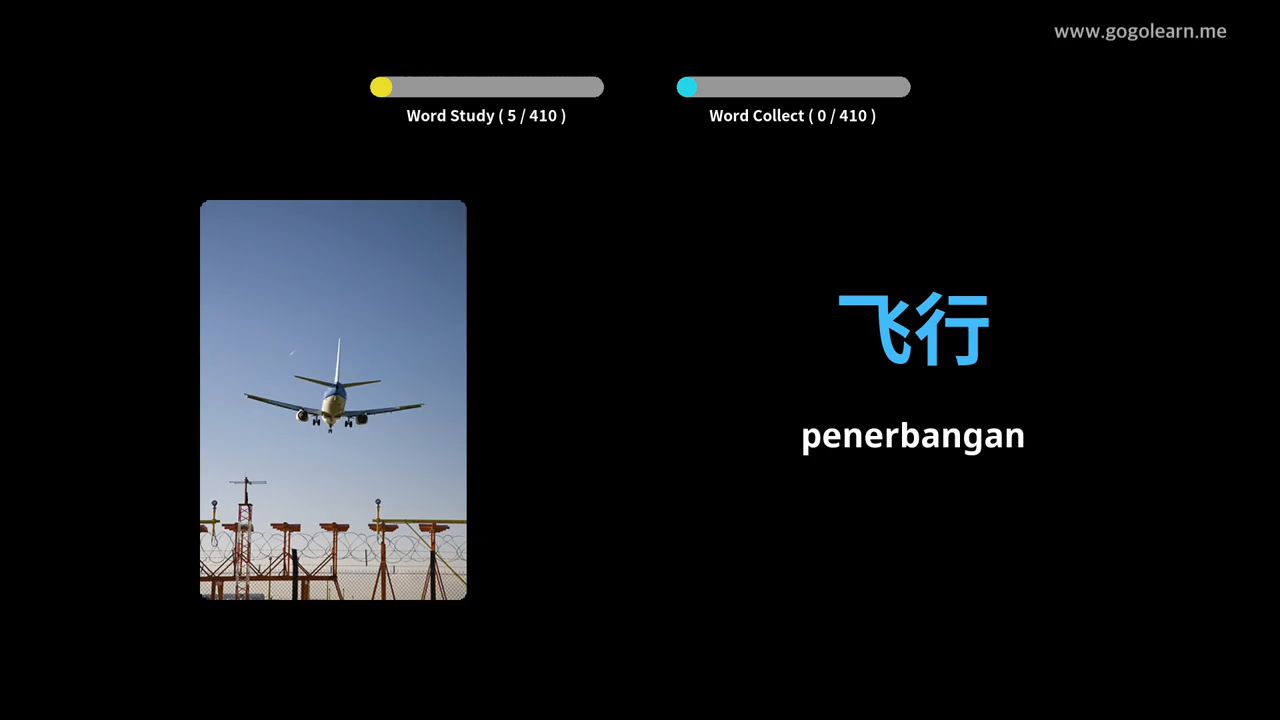 www.gogolearn.me
Word Study ( 5 / 410 )
Word Collect ( 0 / 410 )
飞行
penerbangan